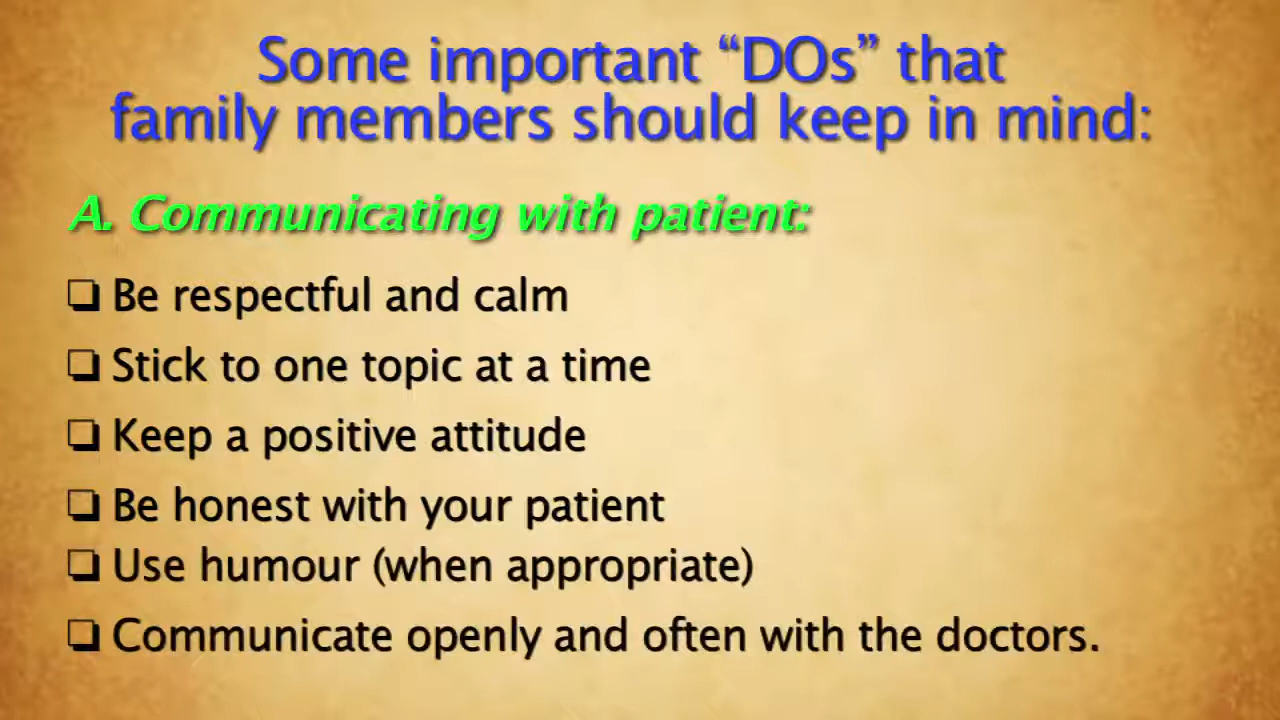 Some important “DOs” that
family members should keep in mind:
A. Communicating with patient:
❏ Be respectful and calm
❏ Stick to one topic at a time
❏ Keep a positive attitude
❏ Be honest with your patient
❏ Use humour (when appropriate)
❏ Communicate openly and often with the doctors.